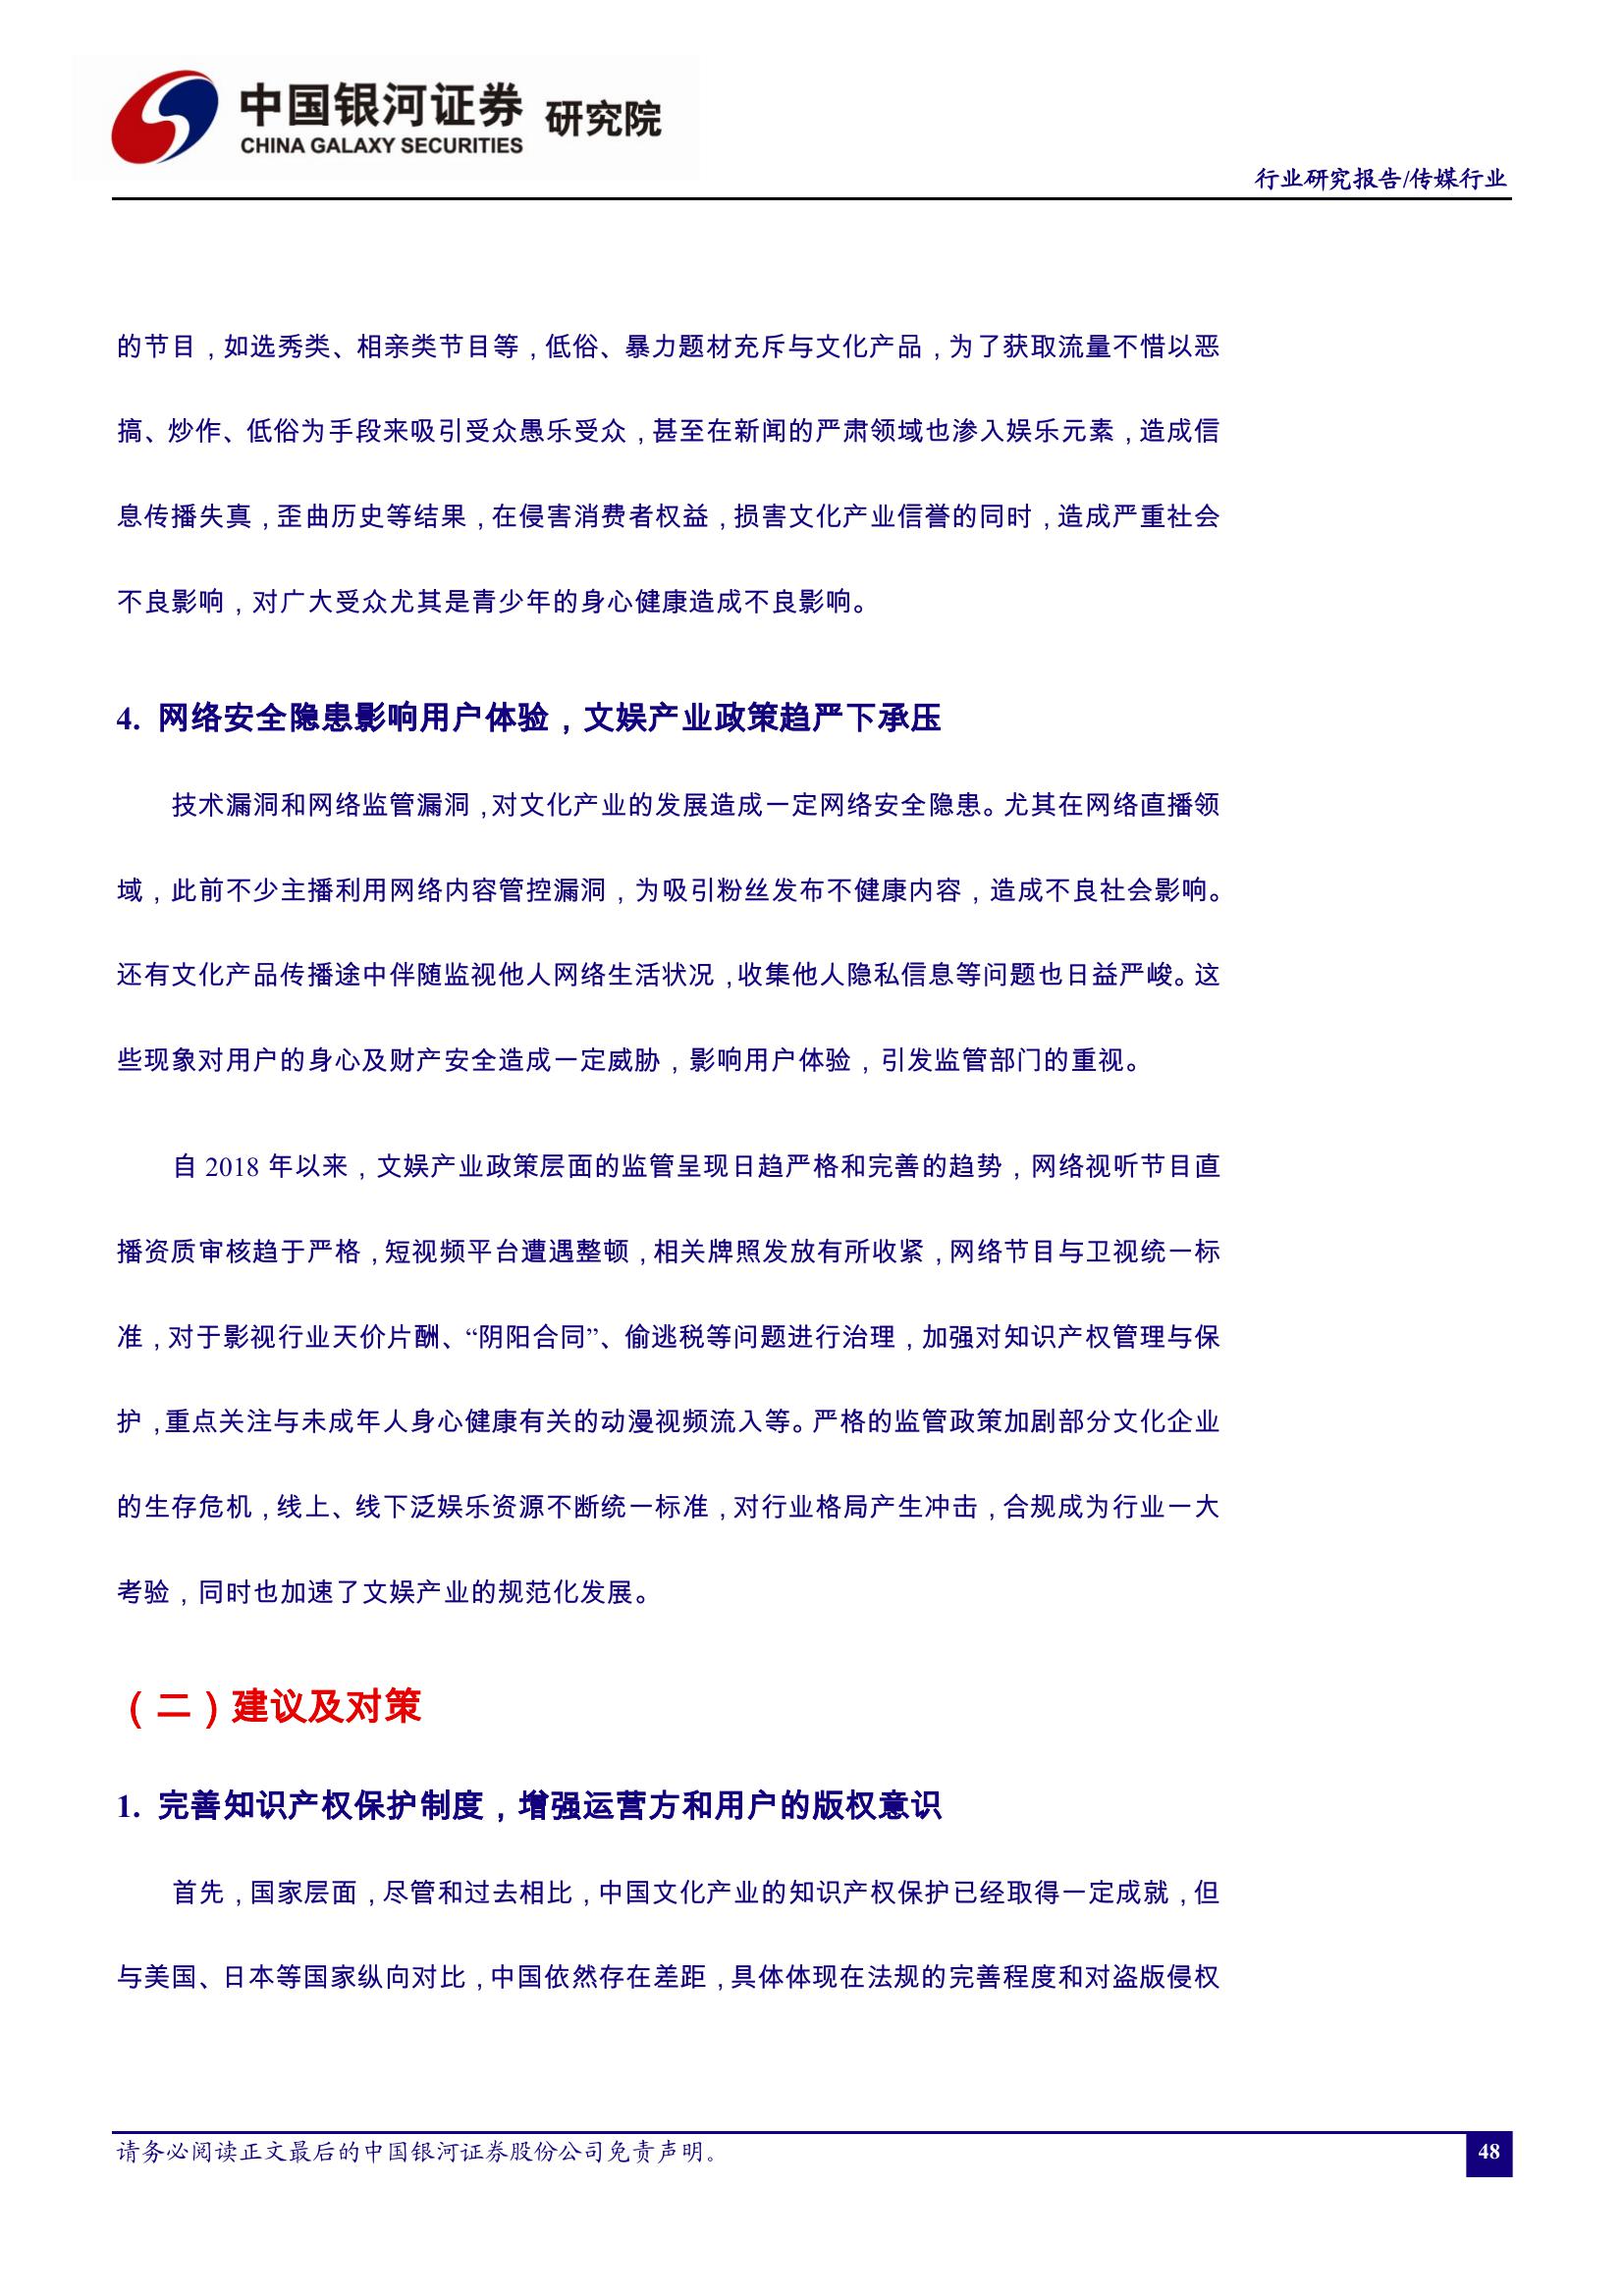 中国银河证券 研究院
CHINA GALAXY SECURITIES
行业研究报告/传媒行业
的节目，如选秀类、相亲类节目等，低俗、暴力题材充斥与文化产品，为了获取流量不惜以恶
搞、炒作、低俗为手段来吸引受众愚乐受众，甚至在新闻的严肃领域也渗入娱乐元素，造成信
息传播失真，歪曲历史等结果，在侵害消费者权益，损害文化产业信誉的同时，造成严重社会
不良影响，对广大受众尤其是青少年的身心健康造成不良影响。
4. 网络安全隐患影响用户体验，文娱产业政策趋严下承压
技术漏洞和网络监管漏洞，对文化产业的发展造成一定网络安全隐患。尤其在网络直播领
域，此前不少主播利用网络内容管控漏洞，为吸引粉丝发布不健康内容，造成不良社会影响。
还有文化产品传播途中伴随监视他人网络生活状况，收集他人隐私信息等问题也日益严峻。这
些现象对用户的身心及财产安全造成一定威胁，影响用户体验，引发监管部门的重视。
自 2018 年以来，文娱产业政策层面的监管呈现日趋严格和完善的趋势，网络视听节目直
播资质审核趋于严格，短视频平台遭遇整顿，相关牌照发放有所收紧，网络节目与卫视统一标
准，对于影视行业天价片酬、“阴阳合同”、偷逃税等问题进行治理，加强对知识产权管理与保
护，重点关注与未成年人身心健康有关的动漫视频流入等。严格的监管政策加剧部分文化企业
的生存危机，线上、线下泛娱乐资源不断统一标准，对行业格局产生冲击，合规成为行业一大
考验，同时也加速了文娱产业的规范化发展。
（二）建议及对策
1. 完善知识产权保护制度，增强运营方和用户的版权意识
首先，国家层面，尽管和过去相比，中国文化产业的知识产权保护已经取得一定成就，但
与美国、日本等国家纵向对比，中国依然存在差距，具体体现在法规的完善程度和对盗版侵权
请务必阅读正文最后的中国银河证券股份公司免责声明。
48